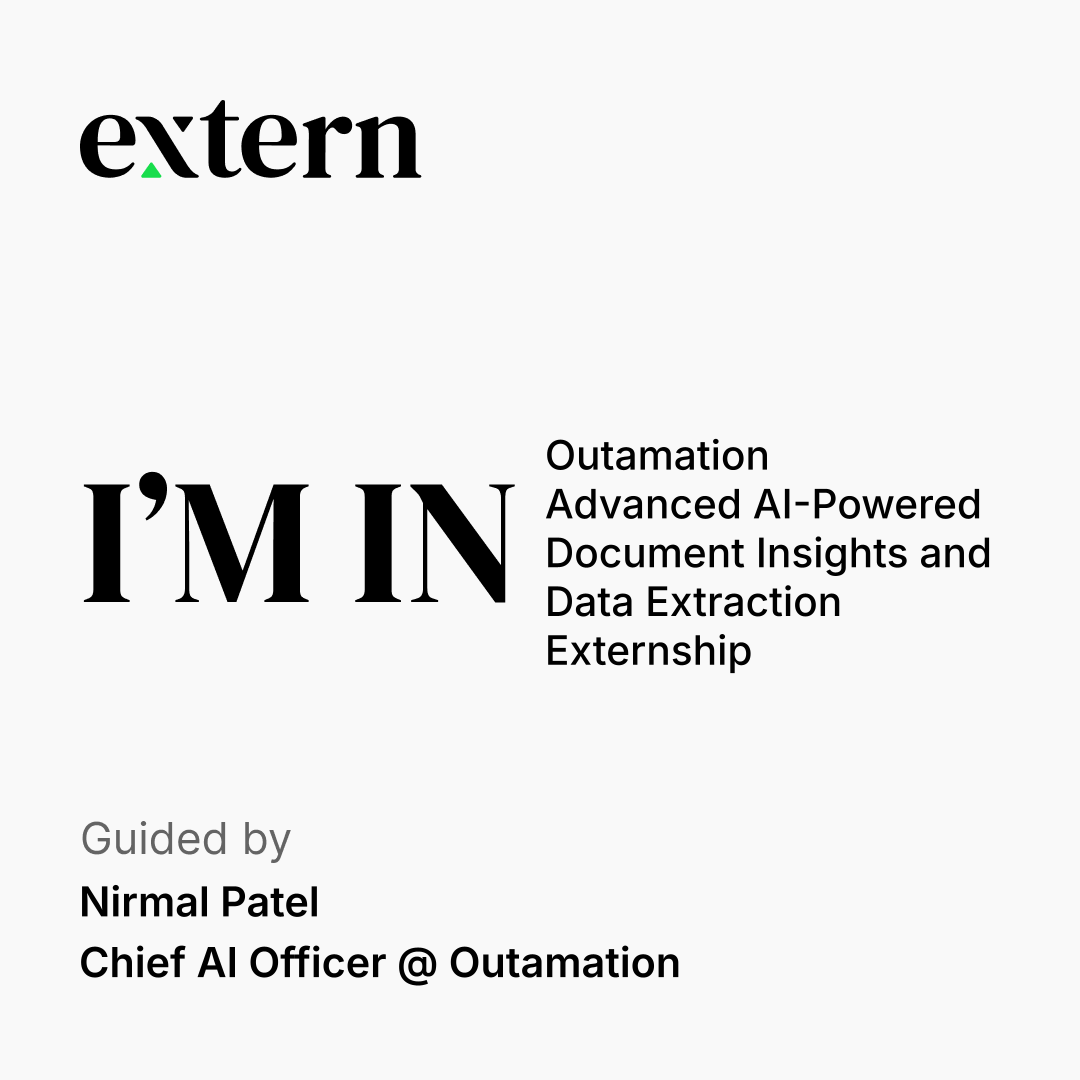 extern
I’M IN
Outamation
Advanced AI-Powered
Document Insights and
Data Extraction
Externship
Guided by
Nirmal Patel
Chief AI Officer @ Outamation